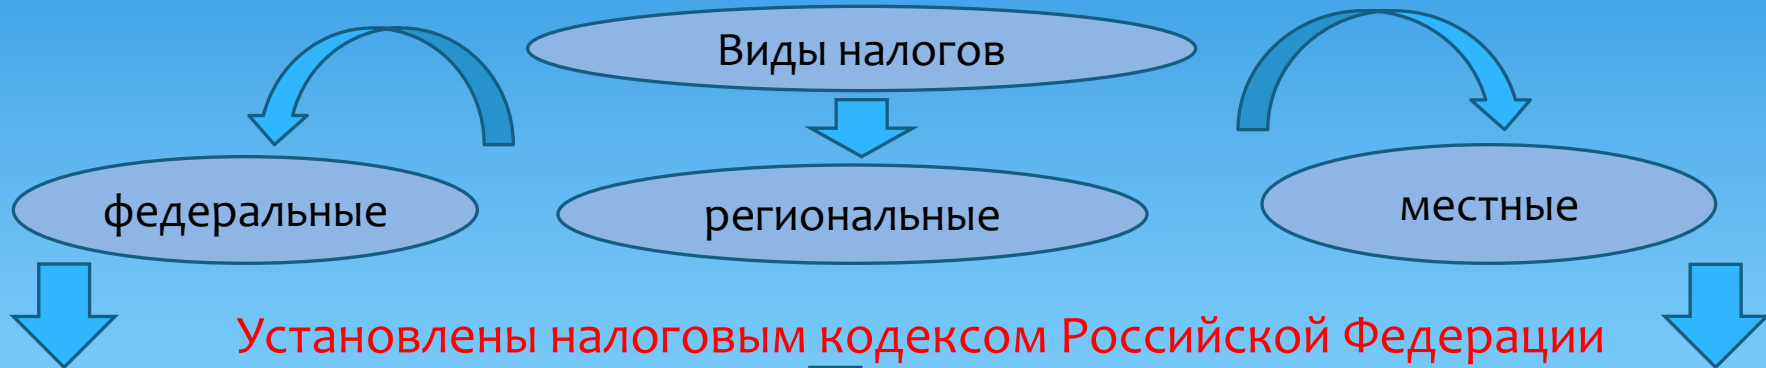 Виды налогов
федеральные
региональные
местные
Установлены налоговым кодексом Российской Федерации